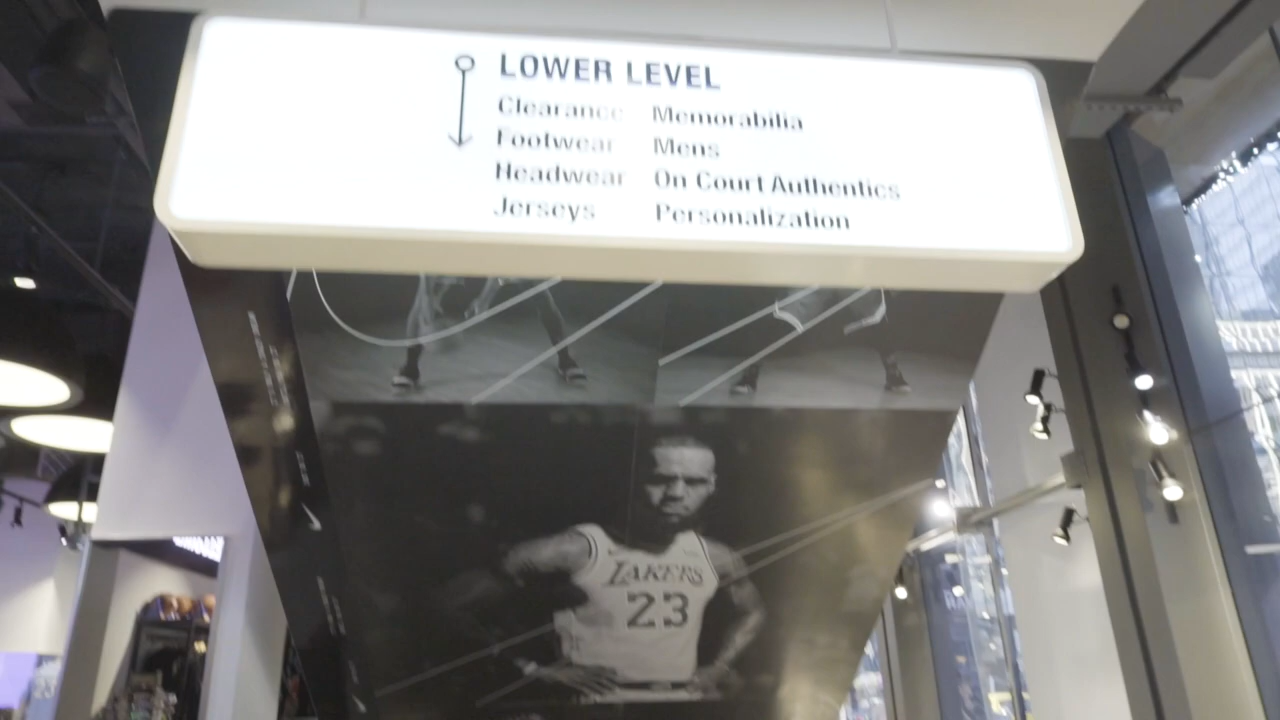 LOWER LEVEL
Clearance Memorabilia
Footwear Mens
Headwear On Court Authentics
Jerseys Personalization
LAKERS
23